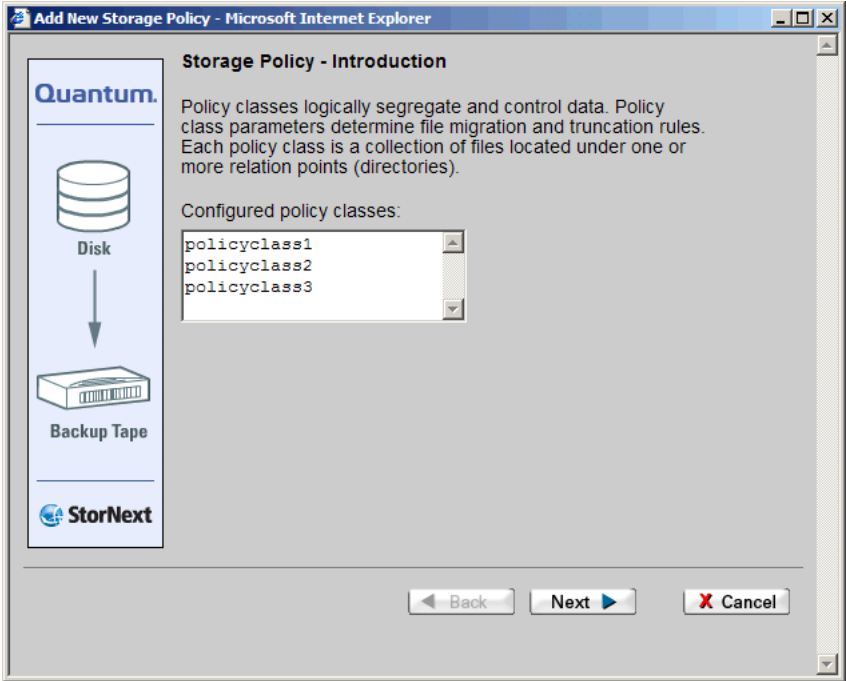 Add New Storage Policy - Microsoft Internet Explorer
Storage Policy - Introduction
Quantum.
Policy classes logically segregate and control data. Policy
class parameters determine file migration and truncation rules.
Each policy class is a collection of files located under one or
more relation points (directories).
Configured policy classes:
policyclass1
policyclass2
policyclass3
Disk
Backup Tape
StorNext
Back
Next
Cancel